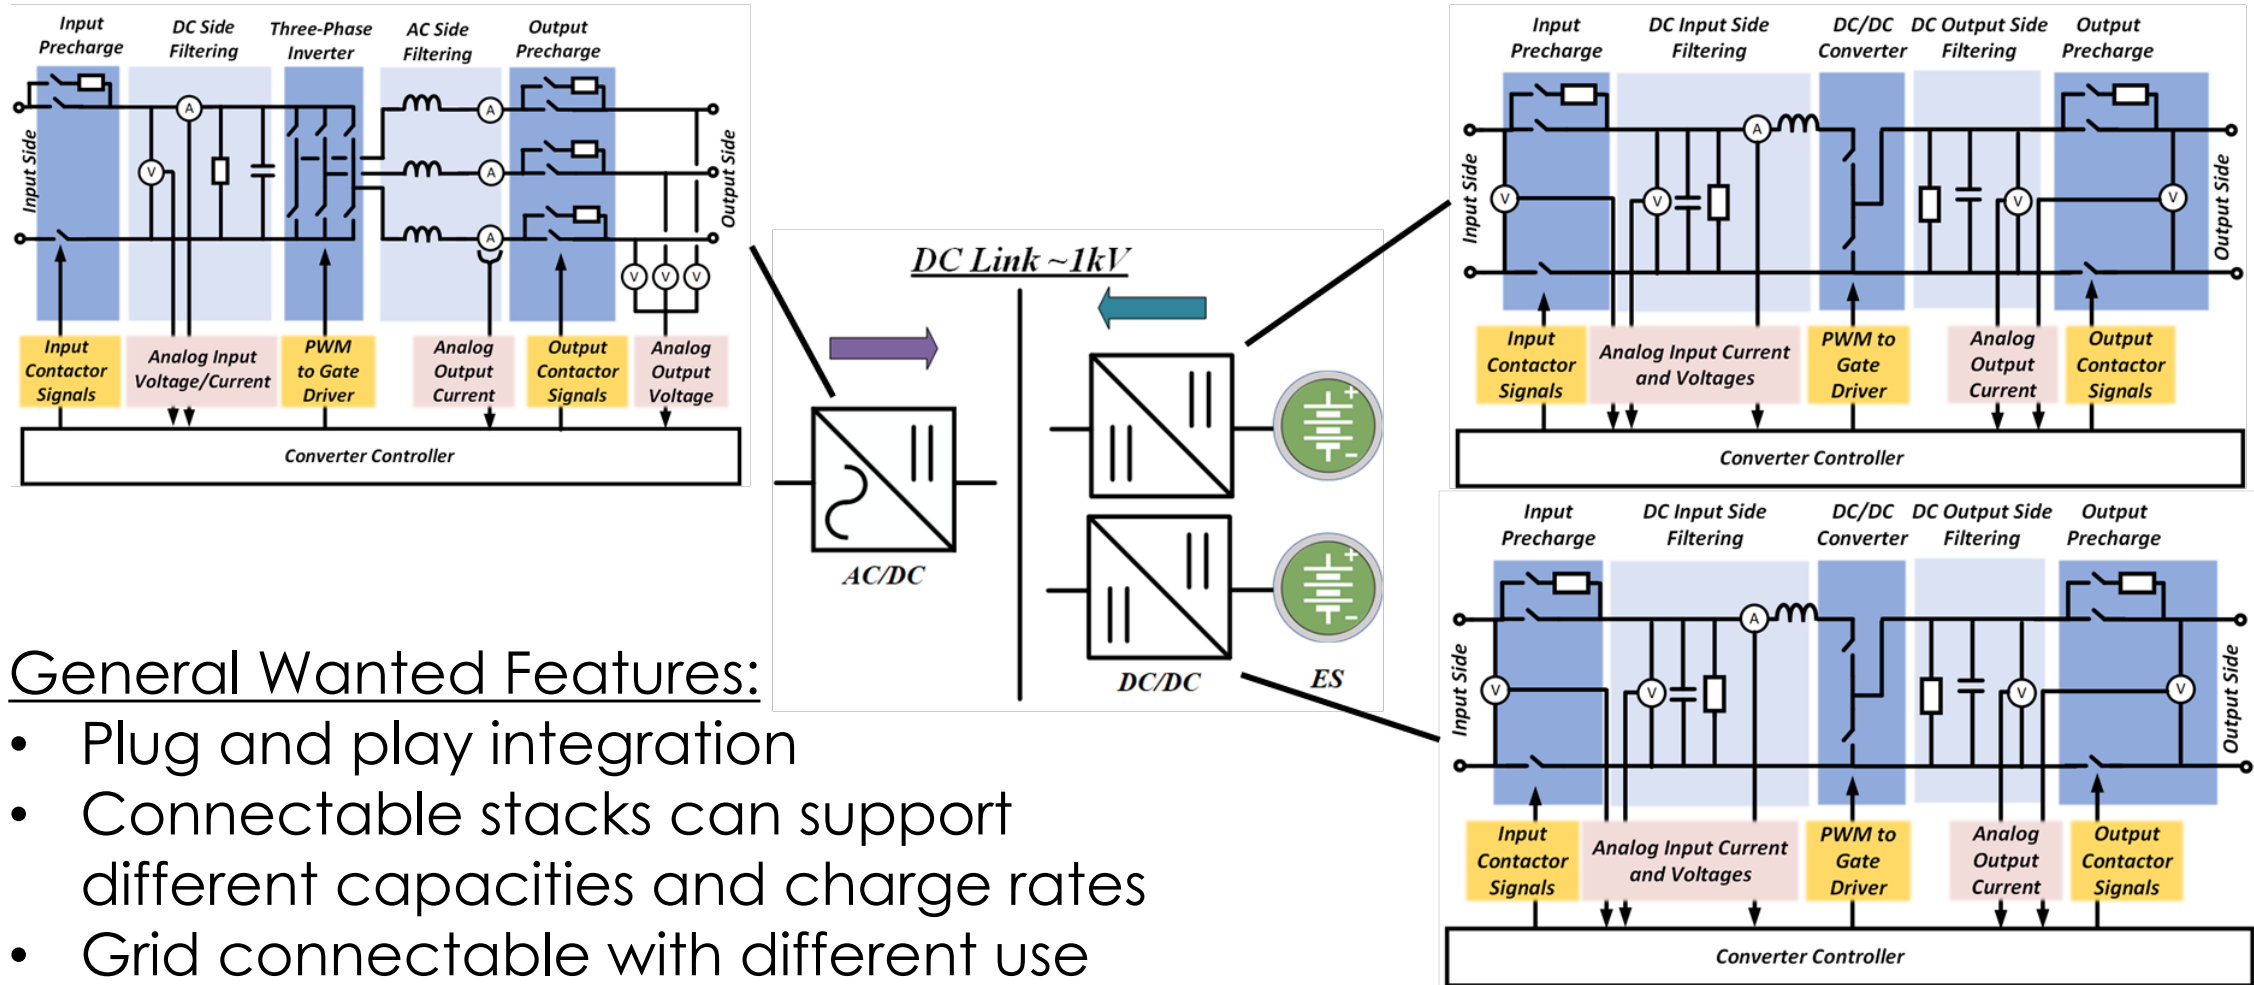 Input
Precharge
DC Side
Filtering
Three-Phase
Inverter
AC Side
Filtering
Output
Precharge
Input Side
A
V
A
A
A
V
V
V
Output Side
Input
Contactor
Signals
Analog Input
Voltage/Current
PWM
to Gate
Driver
Analog
Output
Current
Output
Contactor
Signals
Analog
Output
Voltage
Converter Controller
DC Link ~1kV
AC/DC
DC/DC
ES
+
−
+
−
Input
Precharge
DC Input Side
Filtering
DC/DC
Converter
DC Output Side
Filtering
Output
Precharge
Input Side
V
V
A
V
V
Output Side
Input
Contactor
Signals
Analog Input Current
and Voltages
PWM to
Gate
Driver
Analog
Output
Current
Output
Contactor
Signals
Converter Controller
Input
Precharge
DC Input Side
Filtering
DC/DC
Converter
DC Output Side
Filtering
Output
Precharge
Input Side
V
V
A
V
V
Output Side
Input
Contactor
Signals
Analog Input Current
and Voltages
PWM to
Gate
Driver
Analog
Output
Current
Output
Contactor
Signals
Converter Controller
General Wanted Features:
• Plug and play integration
• Connectable stacks can support
different capacities and charge rates
• Grid connectable with different use